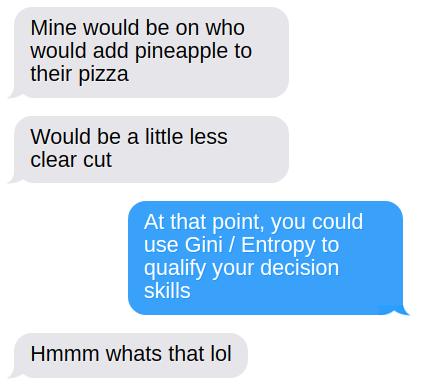 Mine would be on who
would add pineapple to
their pizza
Would be a little less
clear cut
At that point, you could
use Gini / Entropy to
qualify your decision
skills
Hmmm whats that lol